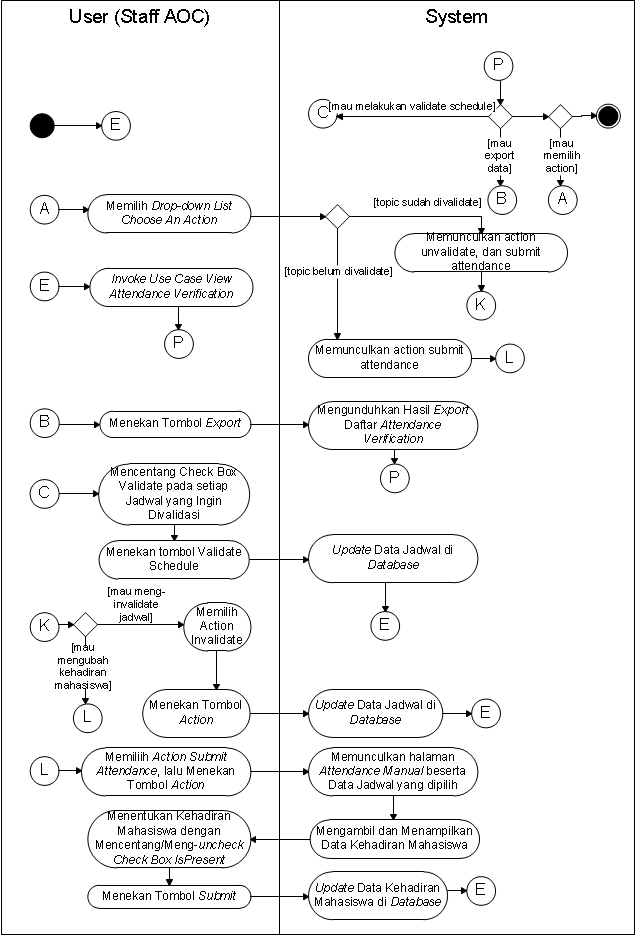 User (Staff AOC)
System
P
C
[mau melakukan validate schedule]
E
[mau
export
data]
[mau
memilih
action]
B
A
A
Memilih Drop-down List
Choose An Action
[topic sudah divalidate]
Memunculkan action
unvalidate, dan submit
attendance
[topic belum divalidate]
E
Invoke Use Case View
Attendance Verification
K
P
Memunculkan action submit
attendance
L
B
Menekan Tombol Export
Mengunduhkan Hasil Export
Daftar Attendance
Verification
P
C
Mencentang Check Box
Validate pada setiap
Jadwal yang Ingin
Divalidasi
Menekan tombol Validate
Schedule
Update Data Jadwal di
Database
E
K
[mau meng-
invalidate
jadwal]
Memilih
Action
Invalidate
[mau
mengubah
kehadiran
mahasiswa]
L
Menekan Tombol
Action
Update Data Jadwal di
Database
E
L
Memilih Action Submit
Attendance, lalu Menekan
Tombol Action
Memunculkan halaman
Attendance Manual beserta
Data Jadwal yang dipilih
Menentukan Kehadiran
Mahasiswa dengan
Mencentang/Meng-uncheck
Check Box IsPresent
Mengambil dan Menampilkan
Data Kehadiran Mahasiswa
Menekan Tombol Submit
Update Data Kehadiran
Mahasiswa di Database
E